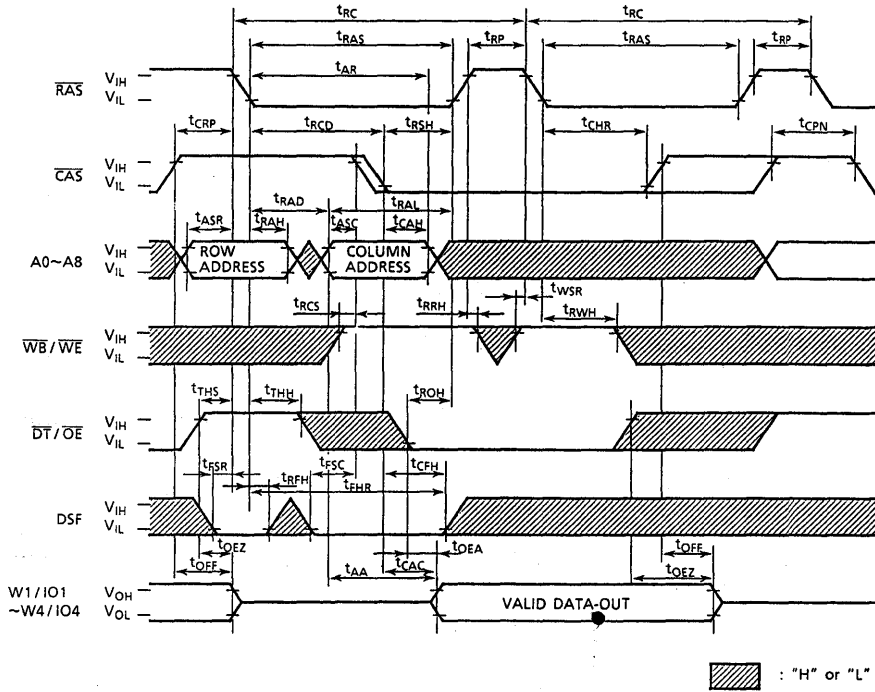 tRC tRC
tRAS tRP tRAS tRP
tAR
RAS VIH
VIL
tCRP tRCD tRSH tCHR tCPN
CAS VIH
VIL
tRAD tRAL
tASR tRAH tASC tCAH
A0~A8 VIH
VIL
ROW ADDRESS
COLUMN ADDRESS
tWSR
tRCS tRRH tRWH
WB/WE VIH
VIL
tTHS tTHH tROH
DT/OE VIH
VIL
tFSR tRFH tFSC tCFH
tFHR
DSF VIH
VIL
tOEZ tOEA tOFF
tOFF tAA tCAC tOEZ
W1/IO1
~W4/IO4
VOH
VOL
VALID DATA-OUT
: "H" or "L"